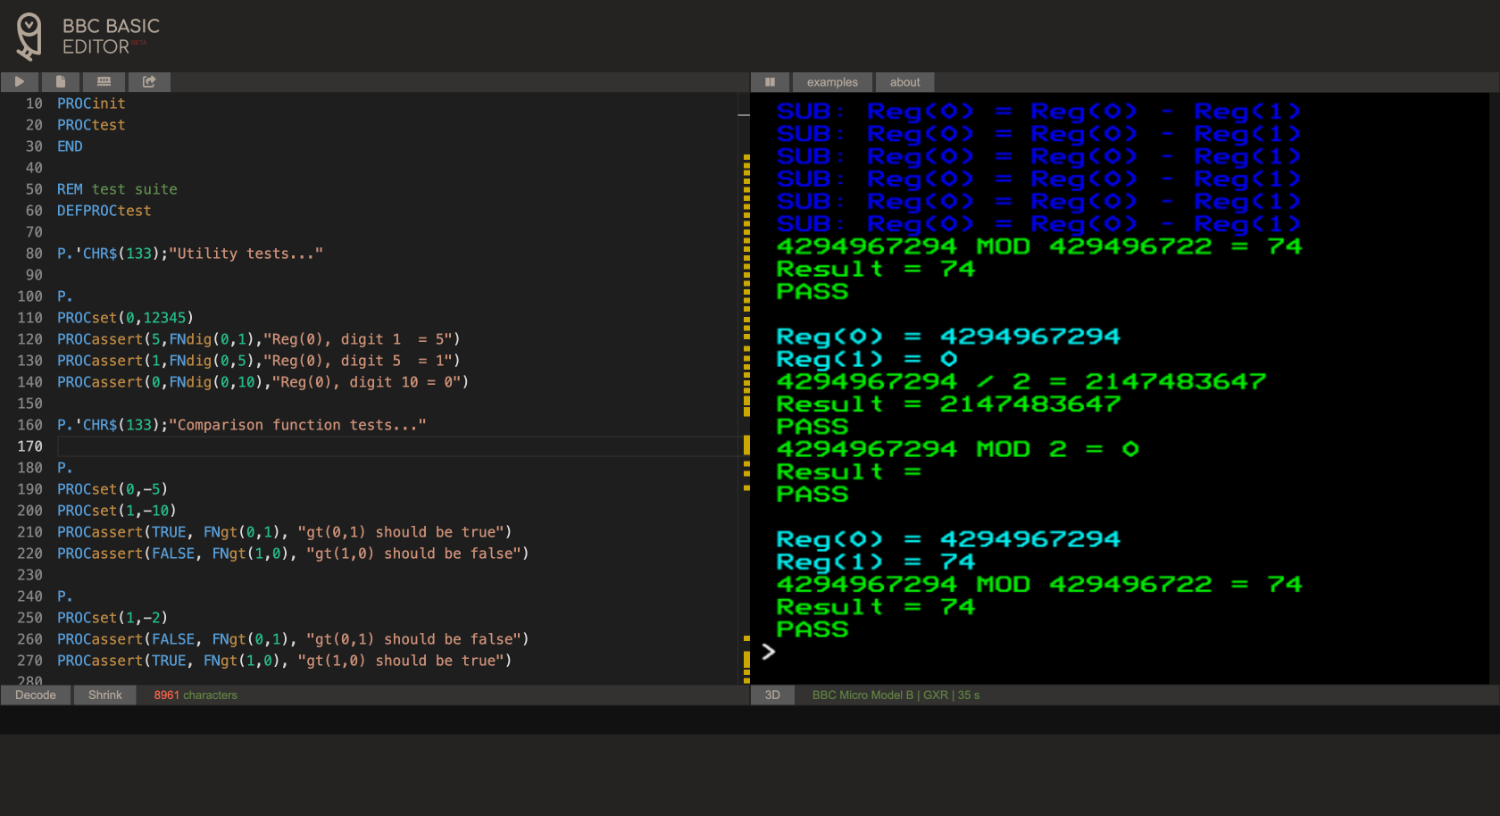 BBC BASIC
EDITOR BETA
examples about
10 PROCinit
20 PROCtest
30 END
40
50 REM test suite
60 DEFPROCtest
70
80 P.'CHR$(133);"Utility tests..."
90
100 P.
110 PROCset(0,12345)
120 PROCassert(5,FNdig(0,1),"Reg(0), digit 1  = 5")
130 PROCassert(1,FNdig(0,5),"Reg(0), digit 5  = 1")
140 PROCassert(0,FNdig(0,10),"Reg(0), digit 10 = 0")
150
160 P.'CHR$(133);"Comparison function tests..."
170
180 P.
190 PROCset(0,-5)
200 PROCset(1,-10)
210 PROCassert(TRUE, FNgt(0,1), "gt(0,1) should be true")
220 PROCassert(FALSE, FNgt(1,0), "gt(1,0) should be false")
230
240 P.
250 PROCset(1,-2)
260 PROCassert(FALSE, FNgt(0,1), "gt(0,1) should be false")
270 PROCassert(TRUE, FNgt(1,0), "gt(1,0) should be true")
280
Decode Shrink 8961 characters
SUB: Reg(0) = Reg(0) - Reg(1)
SUB: Reg(0) = Reg(0) - Reg(1)
SUB: Reg(0) = Reg(0) - Reg(1)
SUB: Reg(0) = Reg(0) - Reg(1)
SUB: Reg(0) = Reg(0) - Reg(1)
SUB: Reg(0) = Reg(0) - Reg(1)
4294967294 MOD 429496722 = 74
Result = 74
PASS
Reg(0) = 4294967294
Reg(1) = 0
4294967294 / 2 = 2147483647
Result = 2147483647
PASS
4294967294 MOD 2 = 0
Result =
PASS
Reg(0) = 4294967294
Reg(1) = 74
4294967294 MOD 429496722 = 74
Result = 74
PASS
>
3D BBC Micro Model B | GXR | 35 s